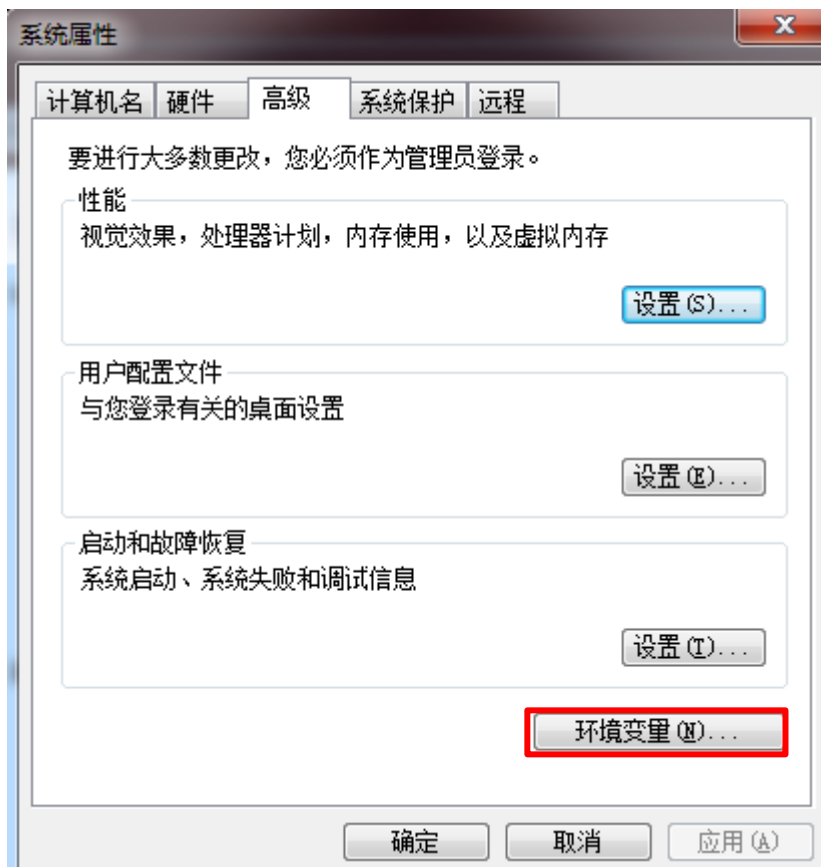 系统属性
计算机名 硬件 高级 系统保护 远程
要进行大多数更改，您必须作为管理员登录。
性能
视觉效果，处理器计划，内存使用，以及虚拟内存
设置(S)...
用户配置文件
与您登录有关的桌面设置
设置(E)...
启动和故障恢复
系统启动、系统失败和调试信息
设置(T)...
环境变量(N)...
确定 取消 应用(A)